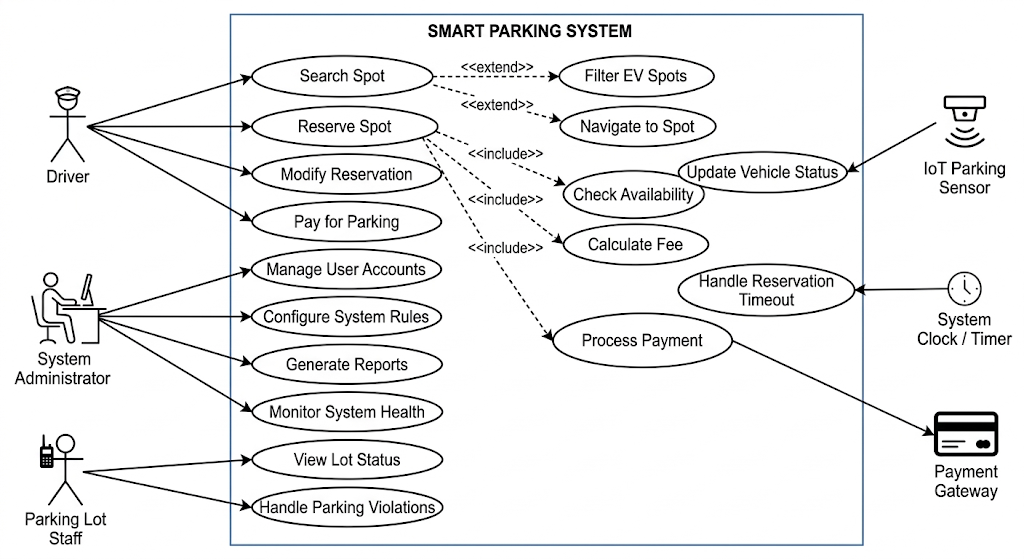 SMART PARKING SYSTEM
Search Spot
<<extend>>
Filter EV Spots
<<extend>>
Reserve Spot
Navigate to Spot
Driver
<<include>>
Modify Reservation
Update Vehicle Status
IoT Parking
Sensor
Check Availability
<<include>>
Pay for Parking
<<include>>
Calculate Fee
Manage User Accounts
Handle Reservation
Timeout
Configure System Rules
System
Clock / Timer
Process Payment
System
Administrator
Generate Reports
Monitor System Health
View Lot Status
Payment
Gateway
Handle Parking Violations
Parking Lot
Staff